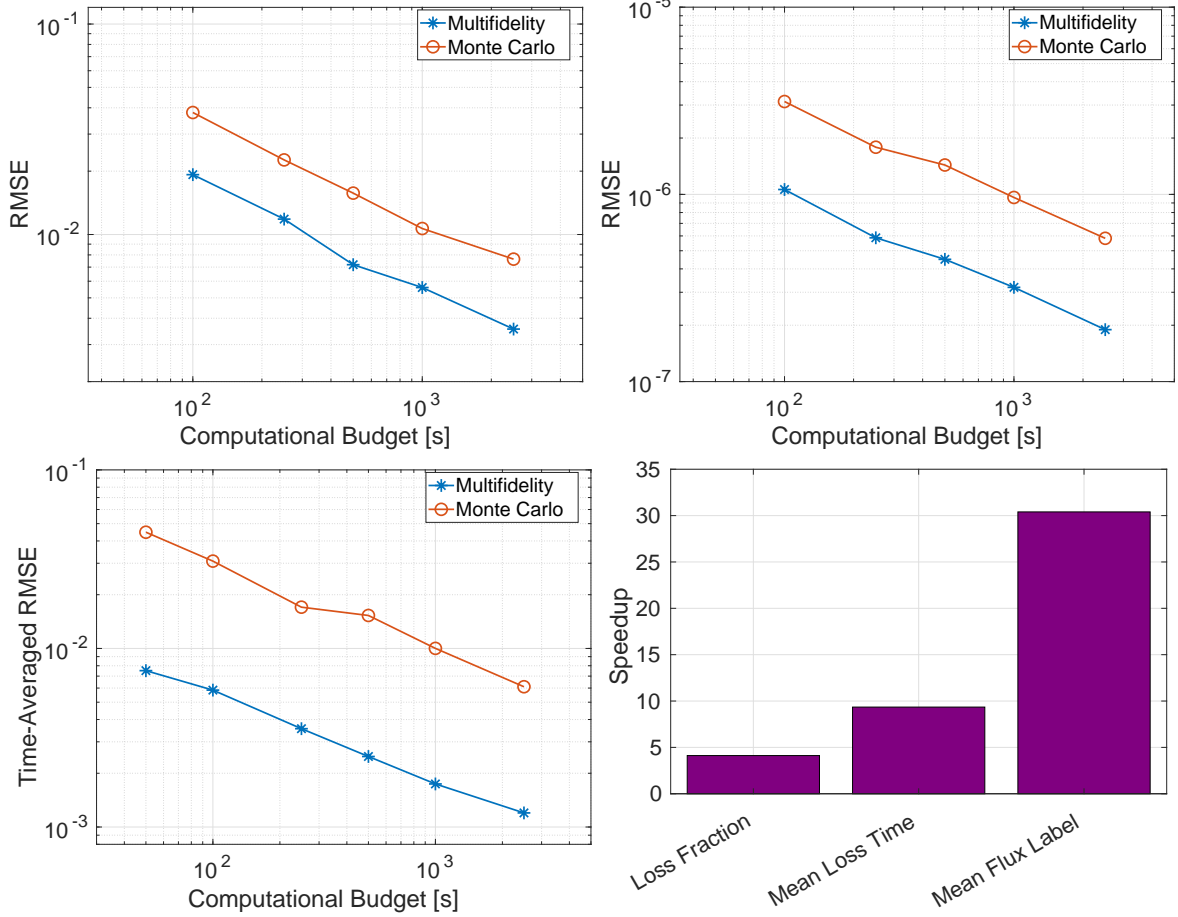 10^-1
Multifidelity
Monte Carlo
10^-2
RMSE
10^2
10^3
Computational Budget [s]
10^-5
Multifidelity
Monte Carlo
10^-6
10^-7
RMSE
10^2
10^3
Computational Budget [s]
10^-1
Multifidelity
Monte Carlo
10^-2
10^-3
Time-Averaged RMSE
10^2
10^3
Computational Budget [s]
35
30
25
20
15
10
5
0
Speedup
Loss Fraction
Mean Loss Time
Mean Flux Label